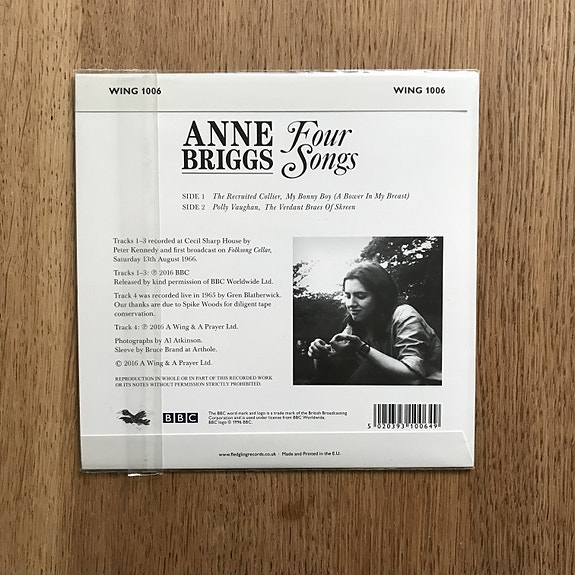 WING 1006 WING 1006
ANNE Four
BRIGGS Songs
SIDE 1 The Recruited Collier, My Bonny Boy (A Bower In My Breast)
SIDE 2 Polly Vaughan, The Verdant Braes Of Skreen
Tracks 1–3 recorded at Cecil Sharp House by
Peter Kennedy and first broadcast on Folksong Cellar,
Saturday 13th August 1966.
Tracks 1–3: ℗ 2016 BBC
Released by kind permission of BBC Worldwide Ltd.
Track 4 was recorded live in 1965 by Gren Blatherwick.
Our thanks are due to Spike Woods for diligent tape
conservation.
Track 4: ℗ 2016 A Wing & A Prayer Ltd.
Photographs by Al Atkinson.
Sleeve by Bruce Brand at Arthole.
© 2016 A Wing & A Prayer Ltd.
REPRODUCTION IN WHOLE OR IN PART OF THIS RECORDED WORK
OR ITS NOTES WITHOUT PERMISSION STRICTLY PROHIBITED.
BBC
The BBC word mark and logo is a trade mark of the British Broadcasting
Corporation and is used under license from BBC Worldwide.
BBC logo © 1996 BBC.
5 020393 100649
www.fledglingrecords.co.uk · Made and Printed in the E.U.